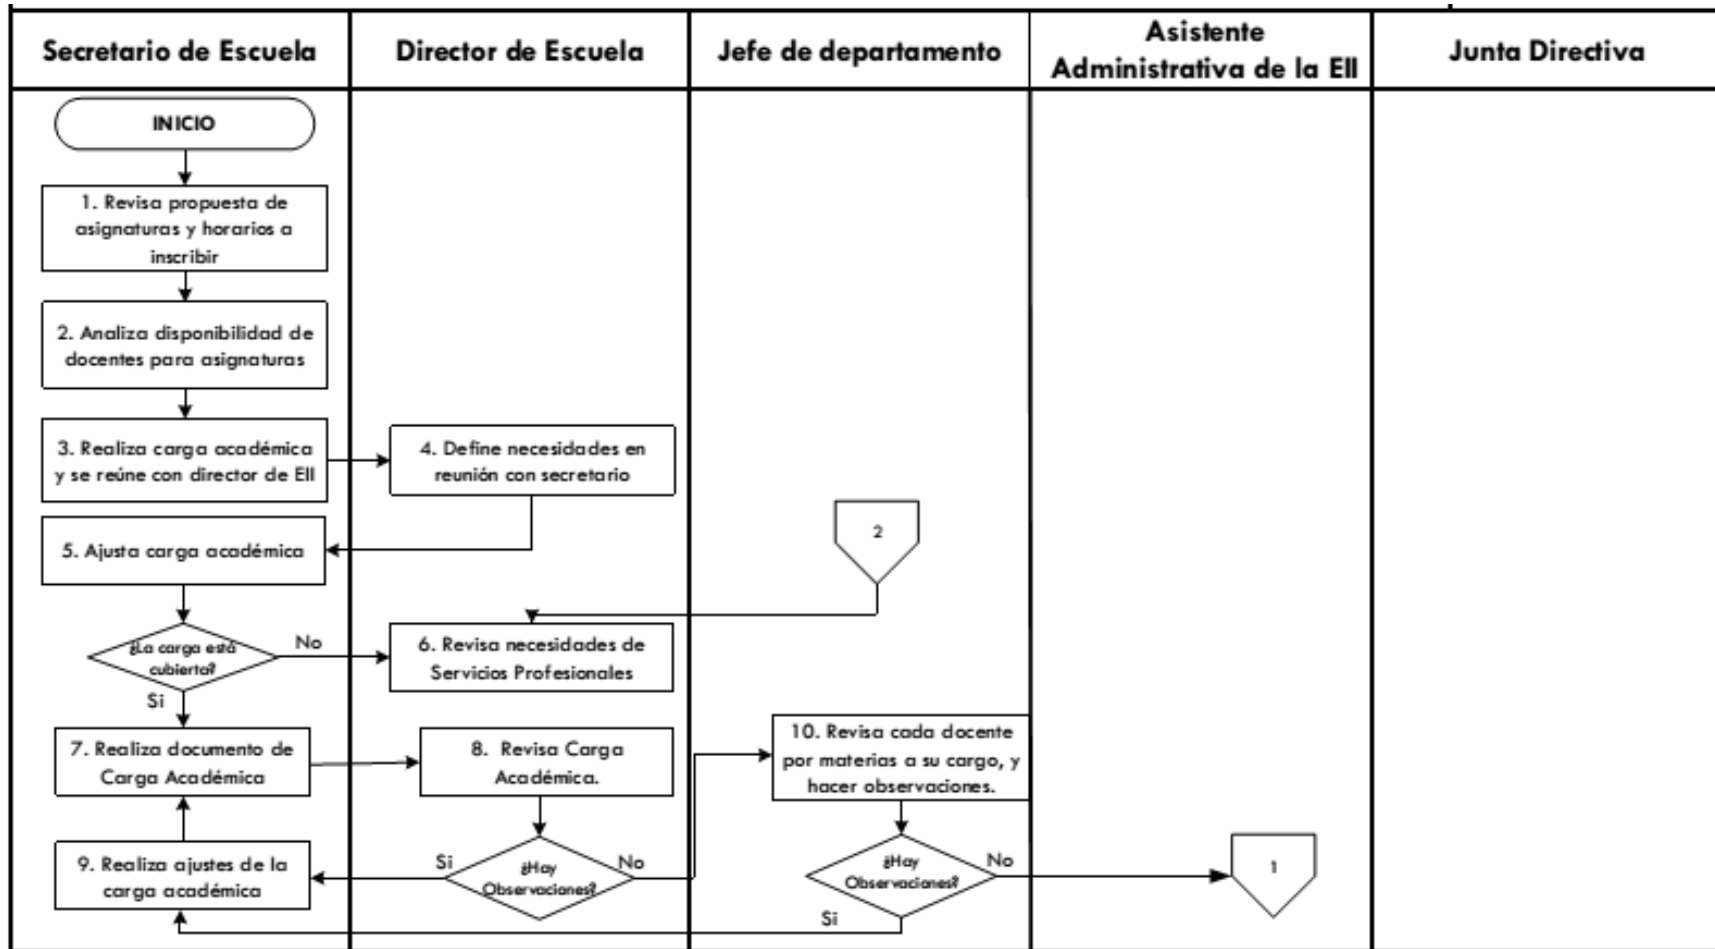 Secretario de Escuela
Director de Escuela
Jefe de departamento
Asistente
Administrativa de la EII
Junta Directiva
INICIO
1. Revisa propuesta de
asignaturas y horarios a
inscribir
2. Analiza disponibilidad de
docentes para asignaturas
3. Realiza carga académica
y se reúne con director de EII
4. Define necesidades en
reunión con secretario
5. Ajusta carga académica
2
¿La carga está
cubierta?
No
Si
6. Revisa necesidades de
Servicios Profesionales
7. Realiza documento de
Carga Académica
8. Revisa Carga
Académica.
10. Revisa cada docente
por materias a su cargo, y
hacer observaciones.
9. Realiza ajustes de la
carga académica
Si
¿Hay
Observaciones?
No
¿Hay
Observaciones?
No
Si
1